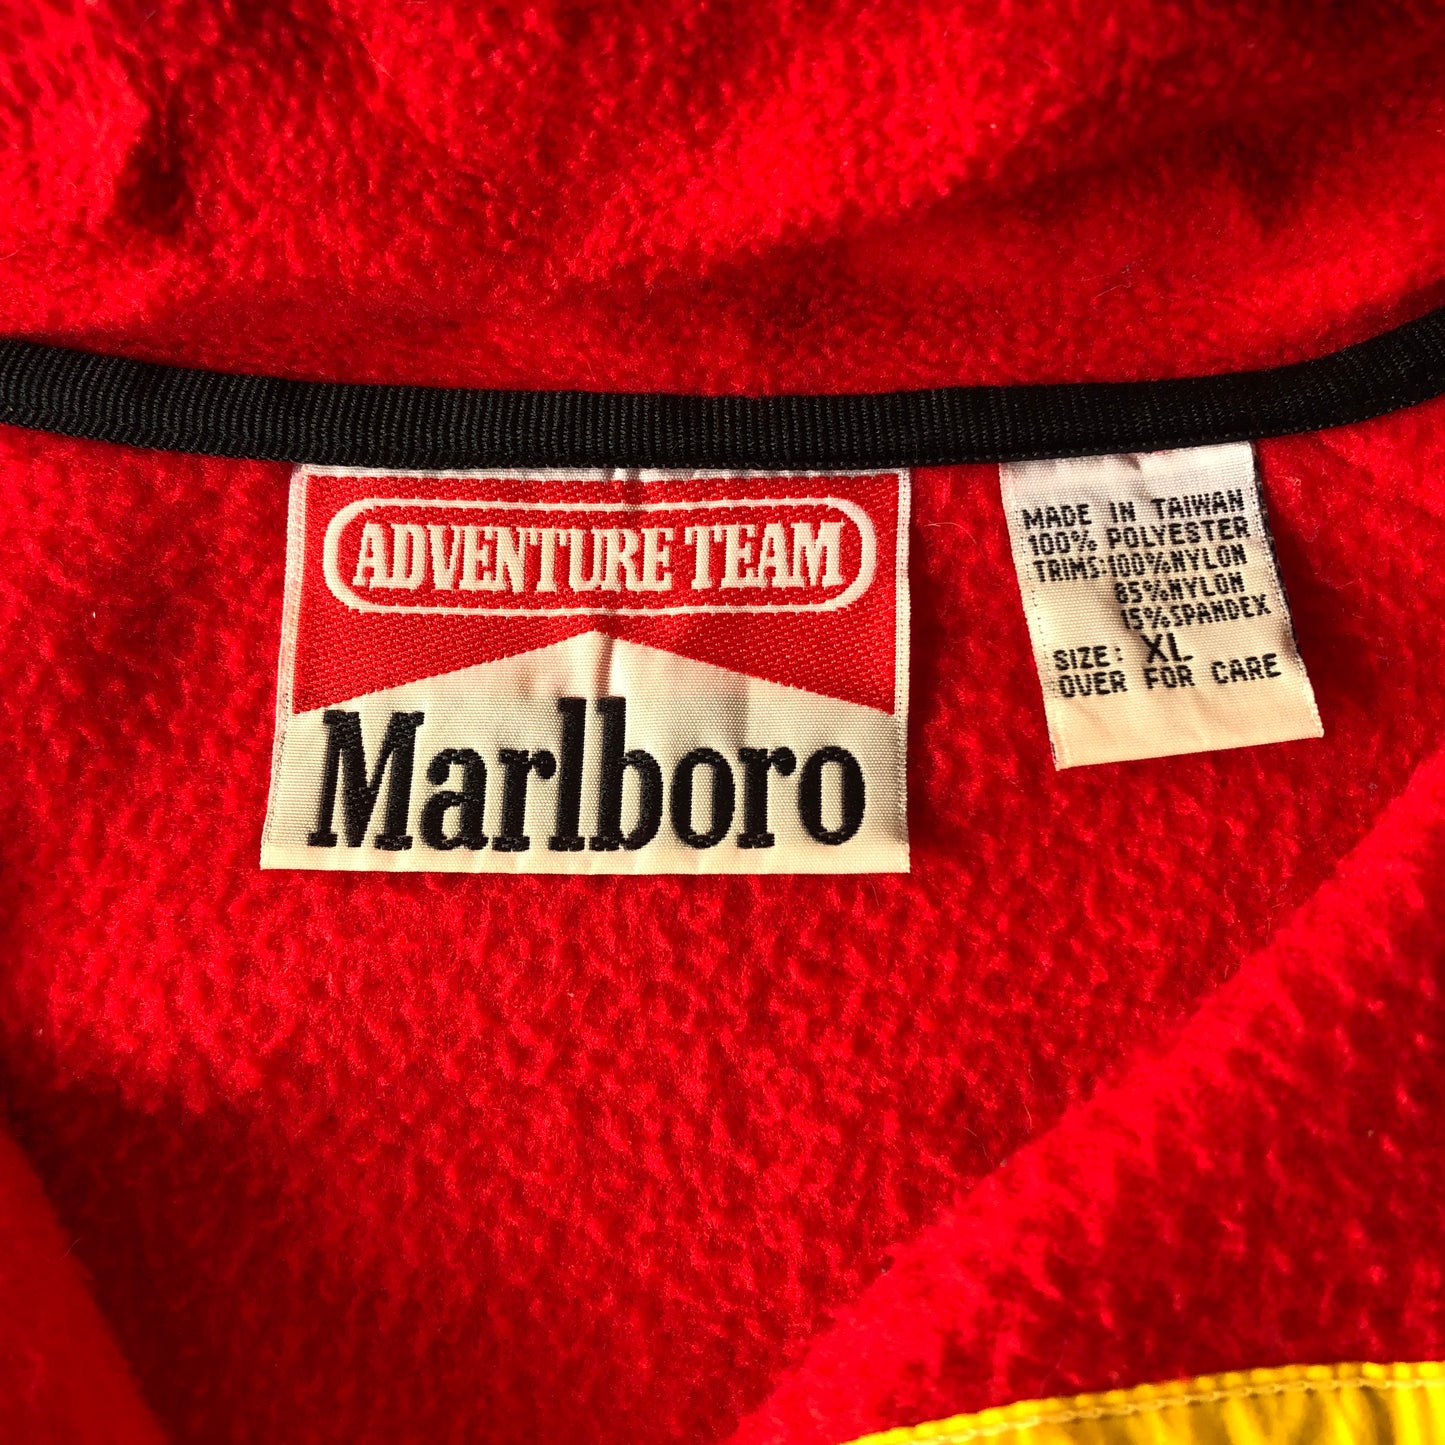 ADVENTURE TEAM
Marlboro
MADE IN TAIWAN
100% POLYESTER
TRIMS:100%NYLON
85%NYLON
15%SPANDEX
SIZE: XL
OVER FOR CARE